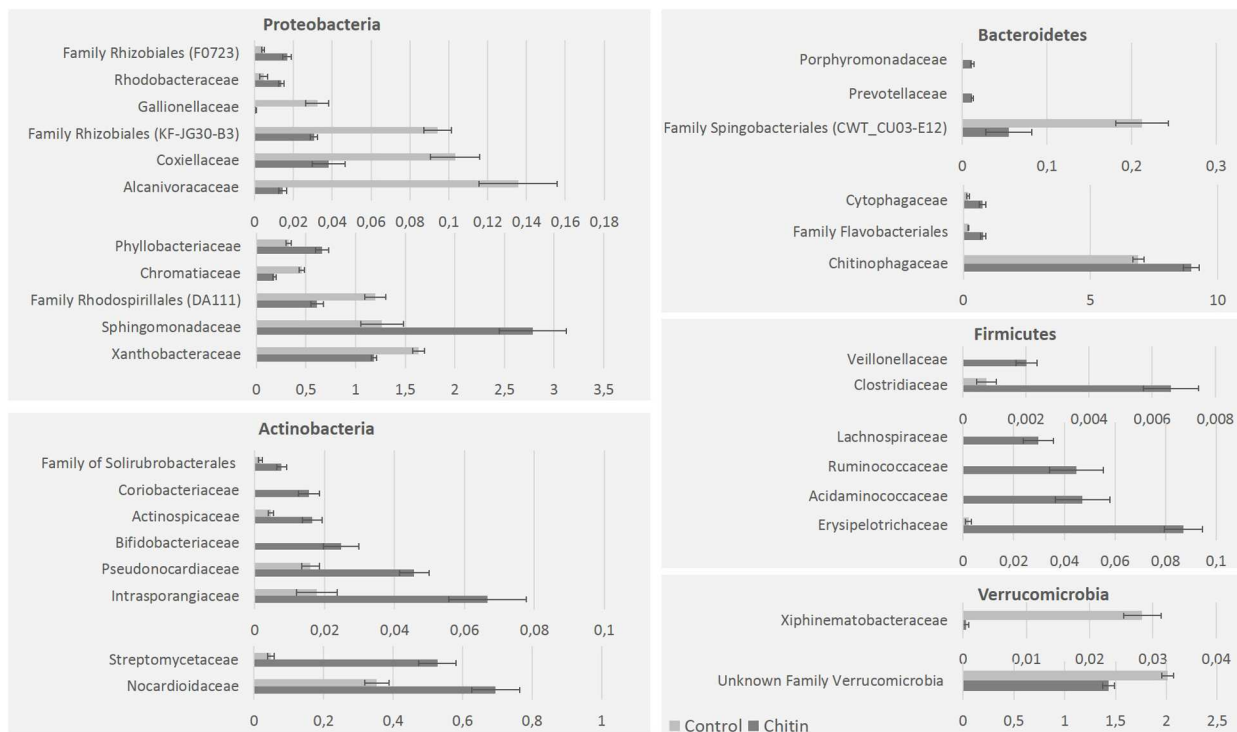 Proteobacteria
Family Rhizobiales (F0723)
Rhodobacteraceae
Gallionellaceae
Family Rhizobiales (KF-JG30-B3)
Coxiellaceae
Alcanivoracaceae
0 0,02 0,04 0,06 0,08 0,1 0,12 0,14 0,16 0,18
Phyllobacteriaceae
Chromatiaceae
Family Rhodospirillales (DA111)
Sphingomonadaceae
Xanthobacteraceae
0 0,5 1 1,5 2 2,5 3 3,5
Actinobacteria
Family of Solirubrobacterales
Coriobacteriaceae
Actinospicaceae
Bifidobacteriaceae
Pseudonocardiaceae
Intrasporangiaceae
0 0,02 0,04 0,06 0,08 0,1
Streptomycetaceae
Nocardioidaceae
0 0,2 0,4 0,6 0,8 1
Bacteroidetes
Porphyromonadaceae
Prevotellaceae
Family Spingobacteriales (CWT_CU03-E12)
0 0,1 0,2 0,3
Cytophagaceae
Family Flavobacteriales
Chitinophagaceae
0 5 10
Firmicutes
Veillonellaceae
Clostridiaceae
0 0,002 0,004 0,006 0,008
Lachnospiraceae
Ruminococcaceae
Acidaminococcaceae
Erysipelotrichaceae
0 0,02 0,04 0,06 0,08 0,1
Verrucomicrobia
Xiphinematobacteraceae
0 0,01 0,02 0,03 0,04
Unknown Family Verrucomicrobia
0 0,5 1 1,5 2 2,5
Control Chitin